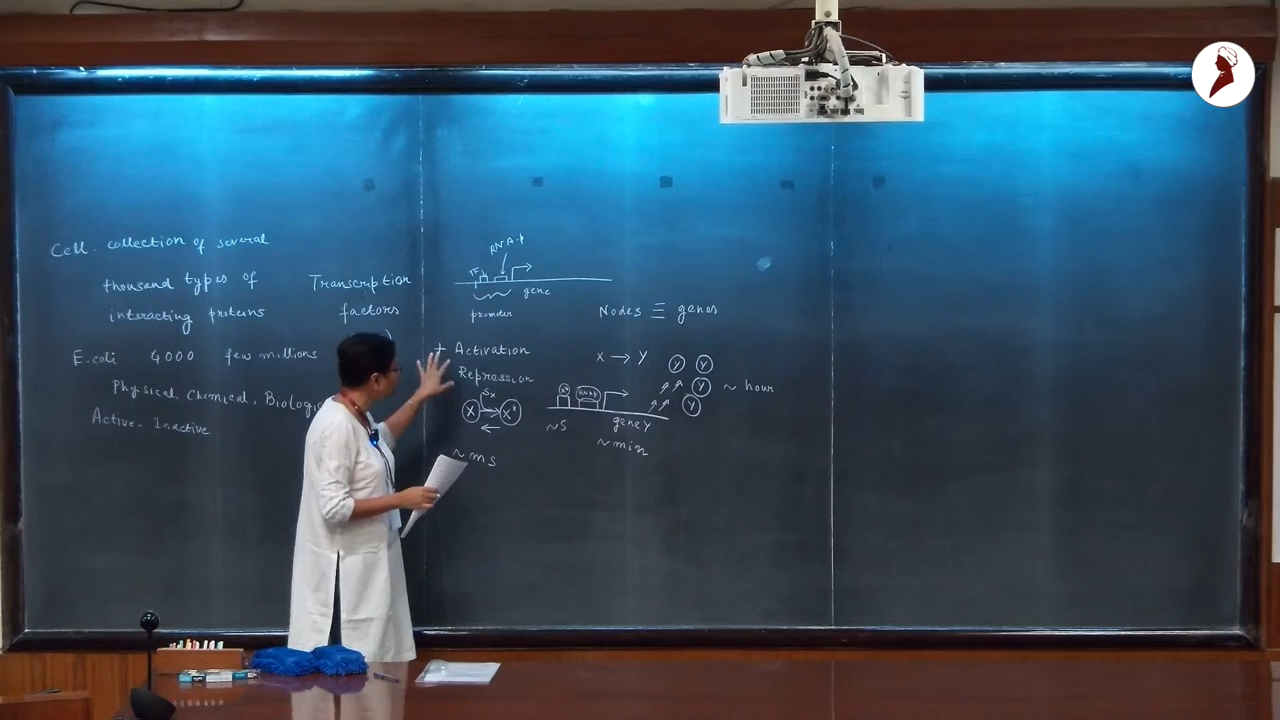 Cell - collection of several
thousand types of
interacting proteins
E.coli 4000 few millions
Physical, Chemical, Biologic
Active - Inactive
Transcription
factors
RNA-p
TF
gene
promoter
+ Activation
Repression
Sx
X X*
~ms
Nodes ≡ genes
X → Y
X* RNAp
gene Y
~S
~min
Y Y
Y
Y
~ hour